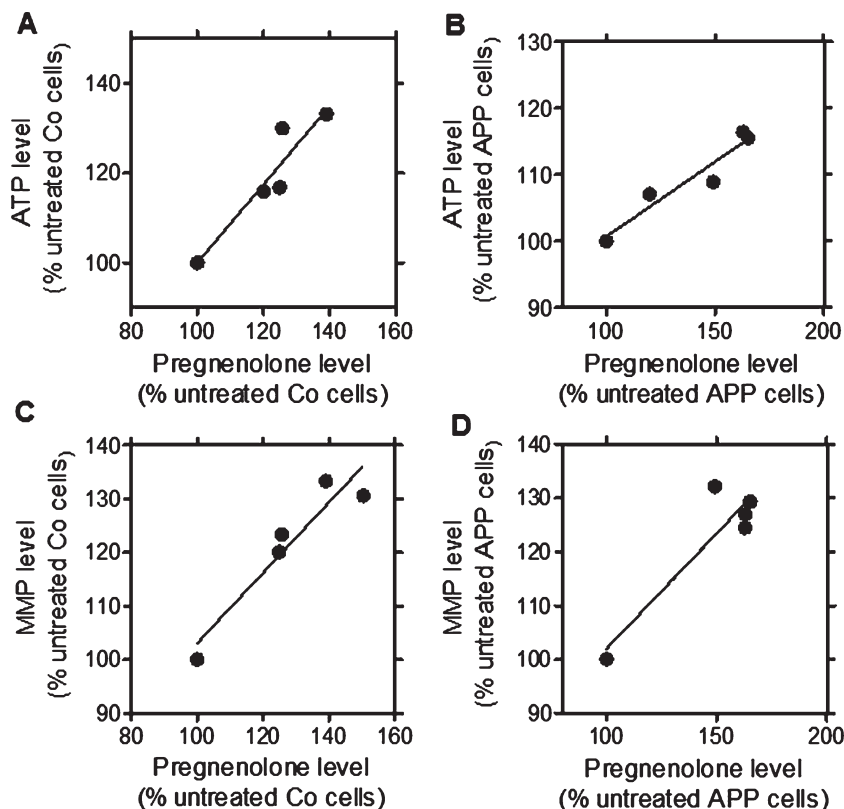 A
ATP level
(% untreated Co cells)
140
120
100
80 100 120 140 160
Pregnenolone level
(% untreated Co cells)
B
ATP level
(% untreated APP cells)
130
120
110
100
90
100 150 200
Pregnenolone level
(% untreated APP cells)
C
MMP level
(% untreated Co cells)
140
130
120
110
100
90
80 100 120 140 160
Pregnenolone level
(% untreated Co cells)
D
MMP level
(% untreated APP cells)
140
130
120
110
100
90
100 150 200
Pregnenolone level
(% untreated APP cells)